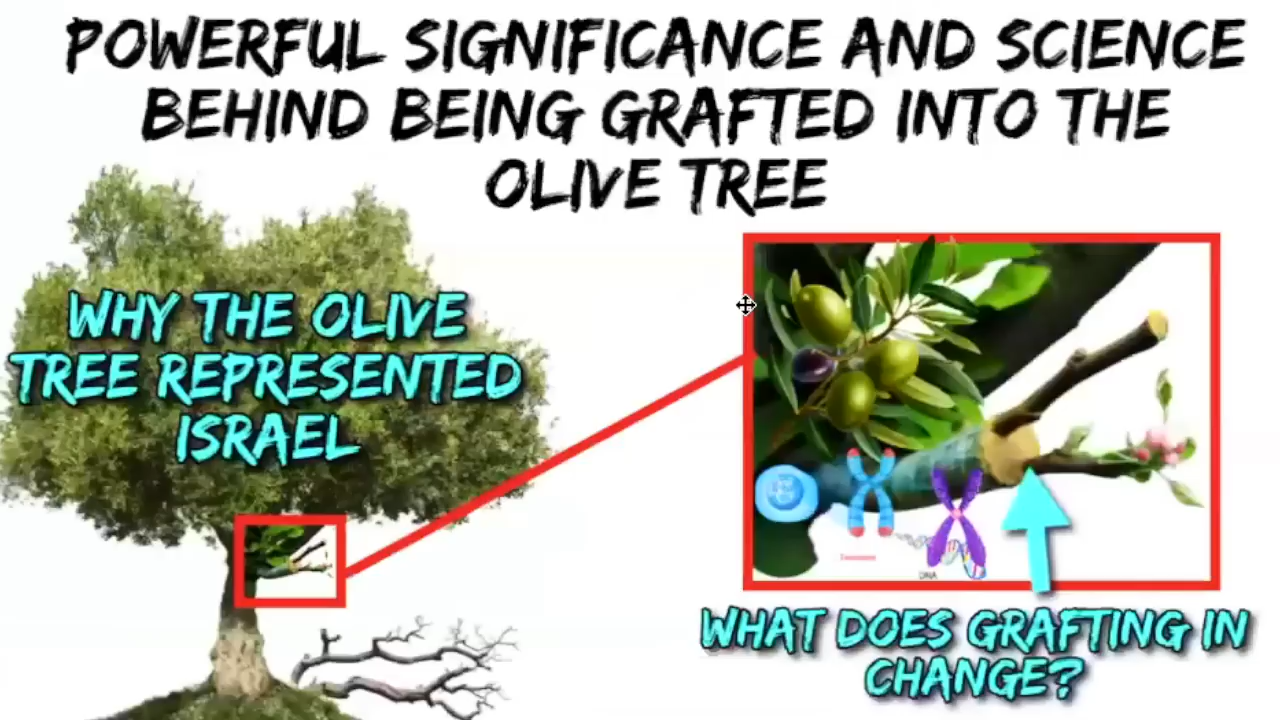 POWERFUL SIGNIFICANCE AND SCIENCE
BEHIND BEING GRAFTED INTO THE
OLIVE TREE
WHY THE OLIVE
TREE REPRESENTED
ISRAEL
DNA
WHAT DOES GRAFTING IN
CHANGE?